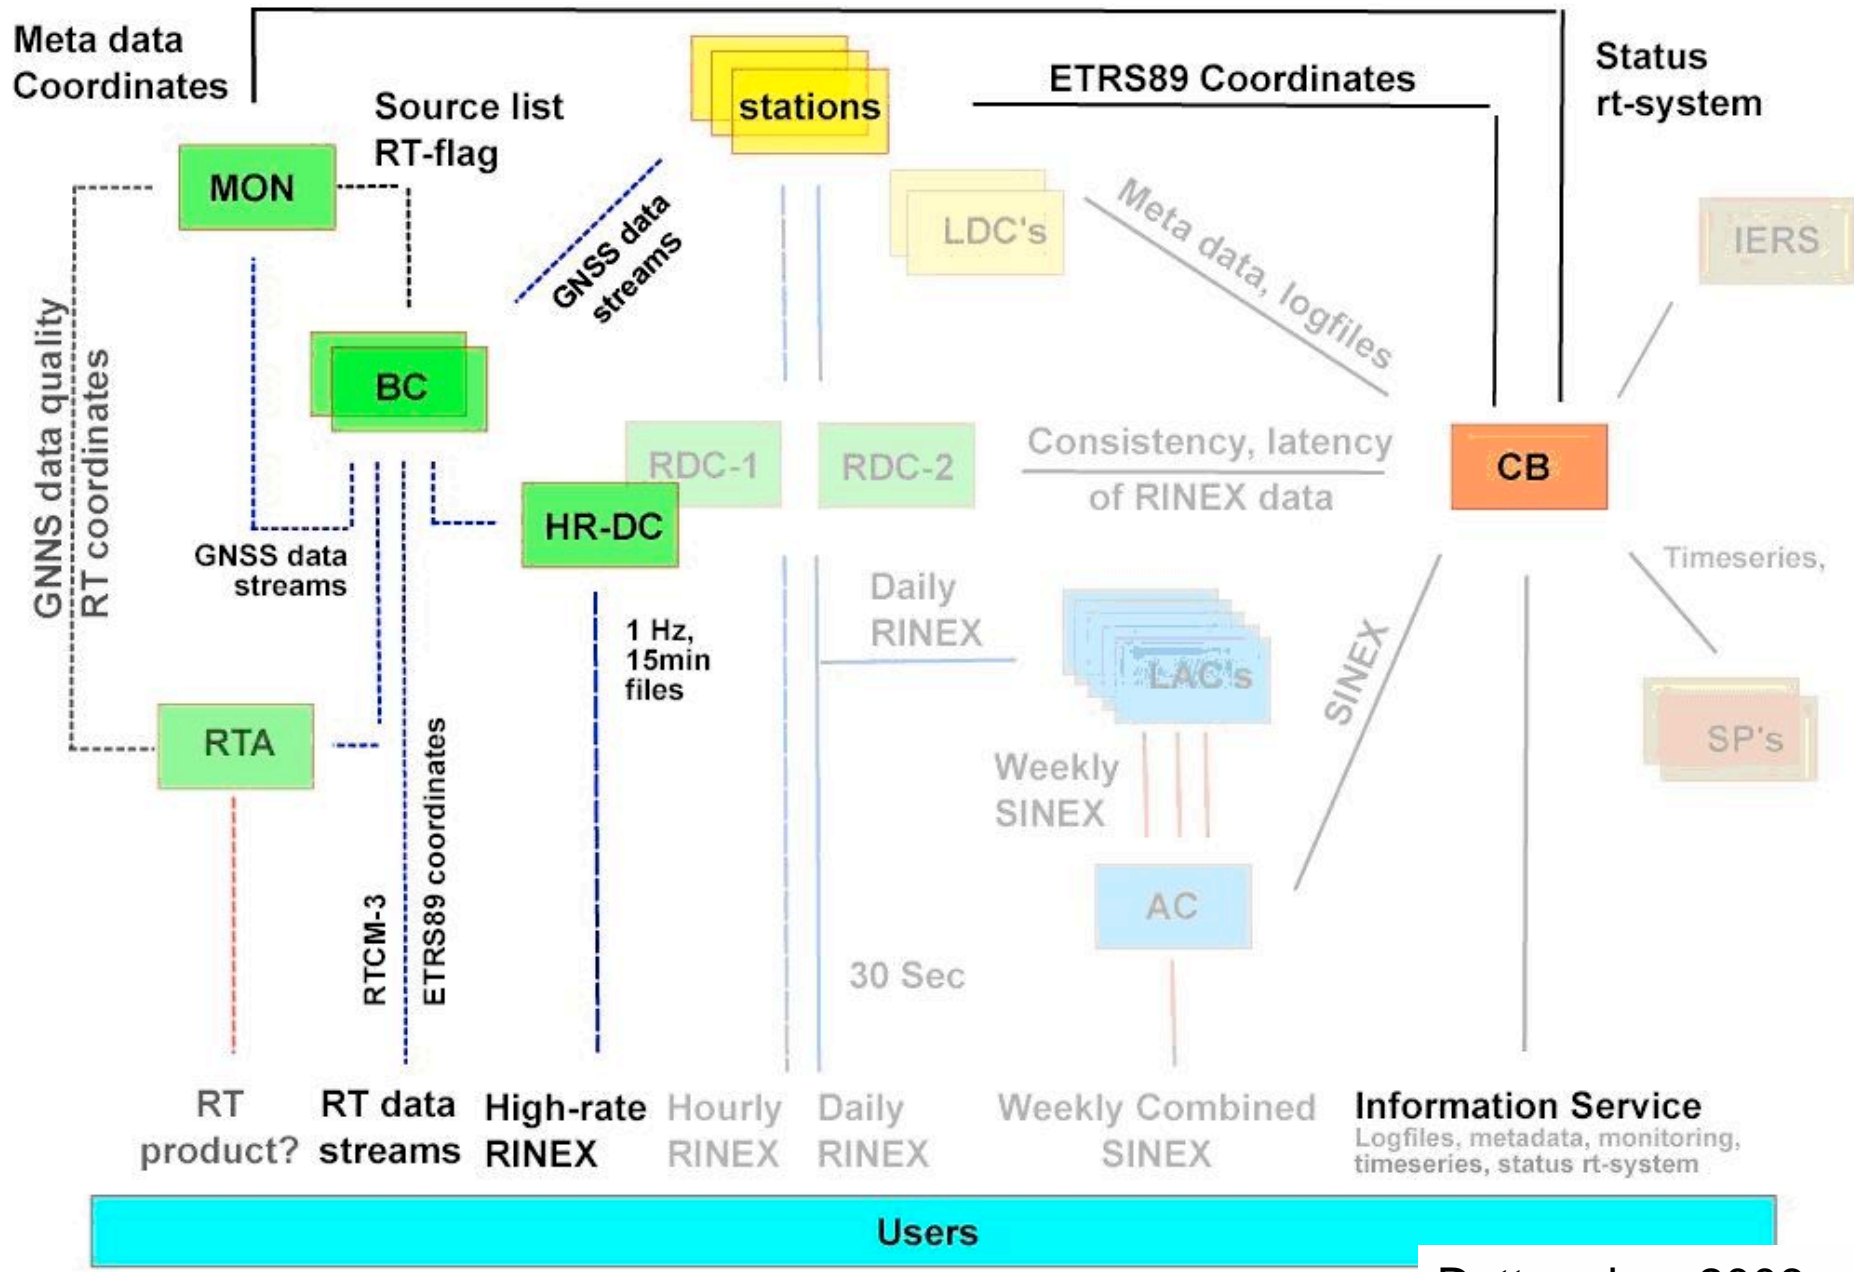 Meta data
Coordinates
Source list
RT-flag
stations
ETRS89 Coordinates
Status
rt-system
MON
GNSS data
streamS
LDC's
Meta data, logfiles
IERS
GNNS data quality
RT coordinates
BC
RDC-1
RDC-2
Consistency, latency
of RINEX data
CB
HR-DC
GNSS data
streams
Daily
RINEX
Timeseries,
1 Hz,
15min
files
LAC's
SINEX
RTA
SP's
Weekly
SINEX
RTCM-3
ETRS89 coordinates
AC
30 Sec
RT
product?
RT data
streams
High-rate
RINEX
Hourly
RINEX
Daily
RINEX
Weekly Combined
SINEX
Information Service
Logfiles, metadata, monitoring,
timeseries, status rt-system
Users